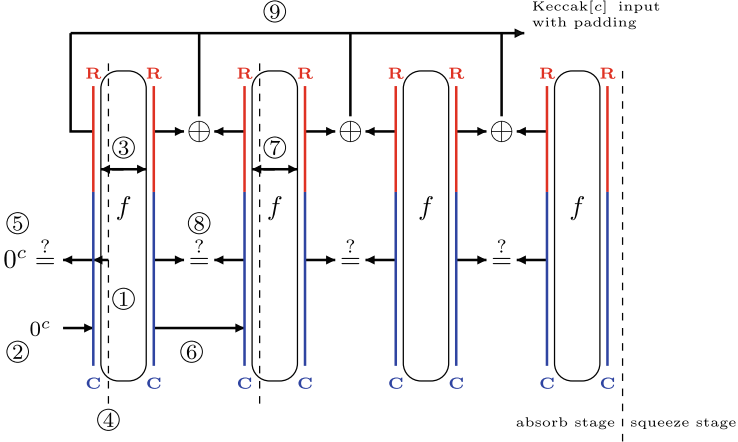 ⑨
Keccak[c] input
with padding
R R R R R R R
③ ⑦
f f f f
⑤ ⑧
0^c ?= ?= ?= ?=
①
0^c
② ⑥
C C C C C C C
④
absorb stage squeeze stage